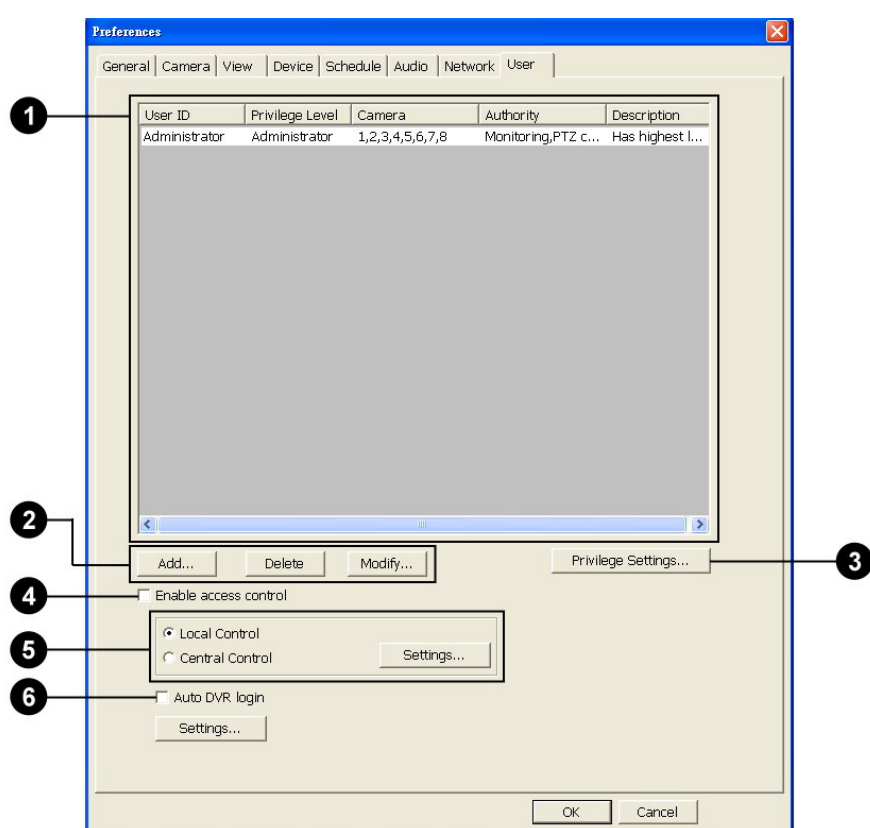 Preferences
General Camera View Device Schedule Audio Network User
1
User ID Privilege Level Camera Authority Description
Administrator Administrator 1,2,3,4,5,6,7,8 Monitoring,PTZ c... Has highest l...
2
Add... Delete Modify... Privilege Settings...
3
4
Enable access control
5
Local Control
Central Control Settings...
6
Auto DVR login
Settings...
OK Cancel